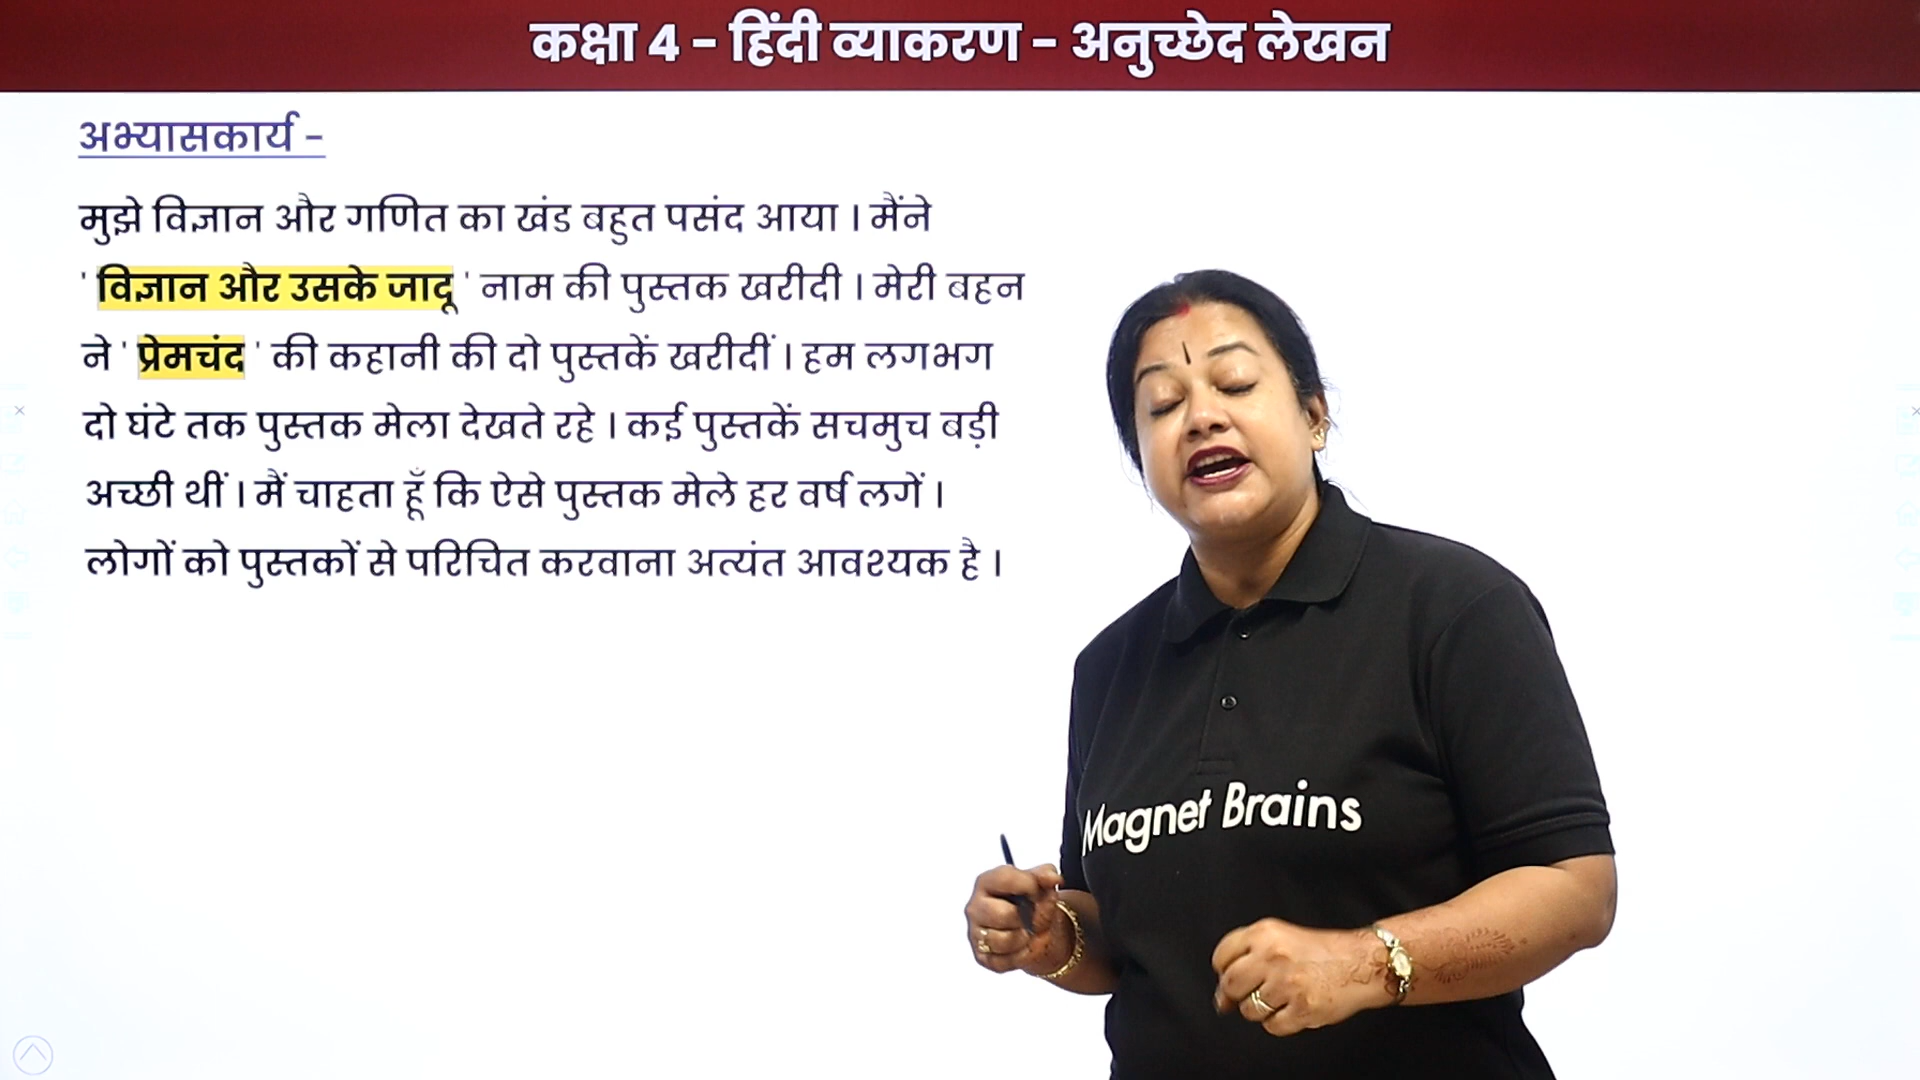 कक्षा 4 - हिंदी व्याकरण - अनुच्छेद लेखन
अभ्यासकार्य -
मुझे विज्ञान और गणित का खंड बहुत पसंद आया । मैंने
' विज्ञान और उसके जादू ' नाम की पुस्तक खरीदी । मेरी बहन
ने ' प्रेमचंद ' की कहानी की दो पुस्तकें खरीदीं । हम लगभग
दो घंटे तक पुस्तक मेला देखते रहे । कई पुस्तकें सचमुच बड़ी
अच्छी थीं । मैं चाहता हूँ कि ऐसे पुस्तक मेले हर वर्ष लगें ।
लोगों को पुस्तकों से परिचित करवाना अत्यंत आवश्यक है ।
Magnet Brains